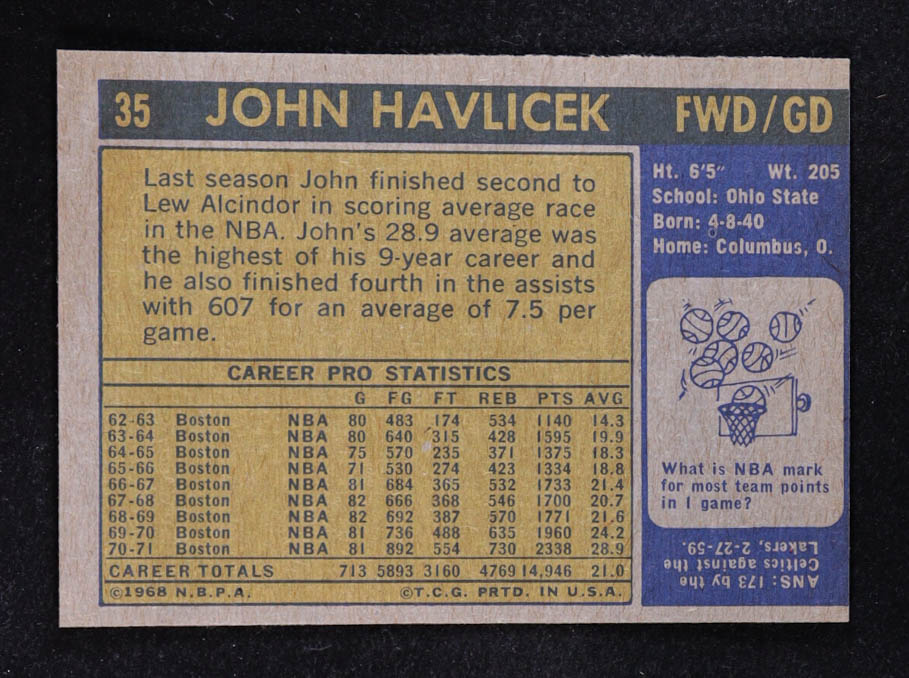 35 JOHN HAVLICEK FWD/GD
Last season John finished second to
Lew Alcindor in scoring average race
in the NBA. John's 28.9 average was
the highest of his 9-year career and
he also finished fourth in the assists
with 607 for an average of 7.5 per
game.
CAREER PRO STATISTICS
G FG FT REB PTS AVG
62-63 Boston NBA 80 483 174 534 1140 14.3
63-64 Boston NBA 80 640 315 428 1595 19.9
64-65 Boston NBA 75 570 235 371 1375 18.3
65-66 Boston NBA 71 530 274 423 1334 18.8
66-67 Boston NBA 81 684 365 532 1733 21.4
67-68 Boston NBA 82 666 368 546 1700 20.7
68-69 Boston NBA 82 692 387 570 1771 21.6
69-70 Boston NBA 81 736 488 635 1960 24.2
70-71 Boston NBA 81 892 554 730 2338 28.9
CAREER TOTALS 713 5893 3160 4769 14,946 21.0
©1968 N.B.P.A. ©T.C.G. PRTD. IN U.S.A.
Ht. 6'5" Wt. 205
School: Ohio State
Born: 4-8-40
Home: Columbus, O.
What is NBA mark
for most team points
in 1 game?
ANS: 173 by the
Celtics against the
Lakers, 2-27-59.